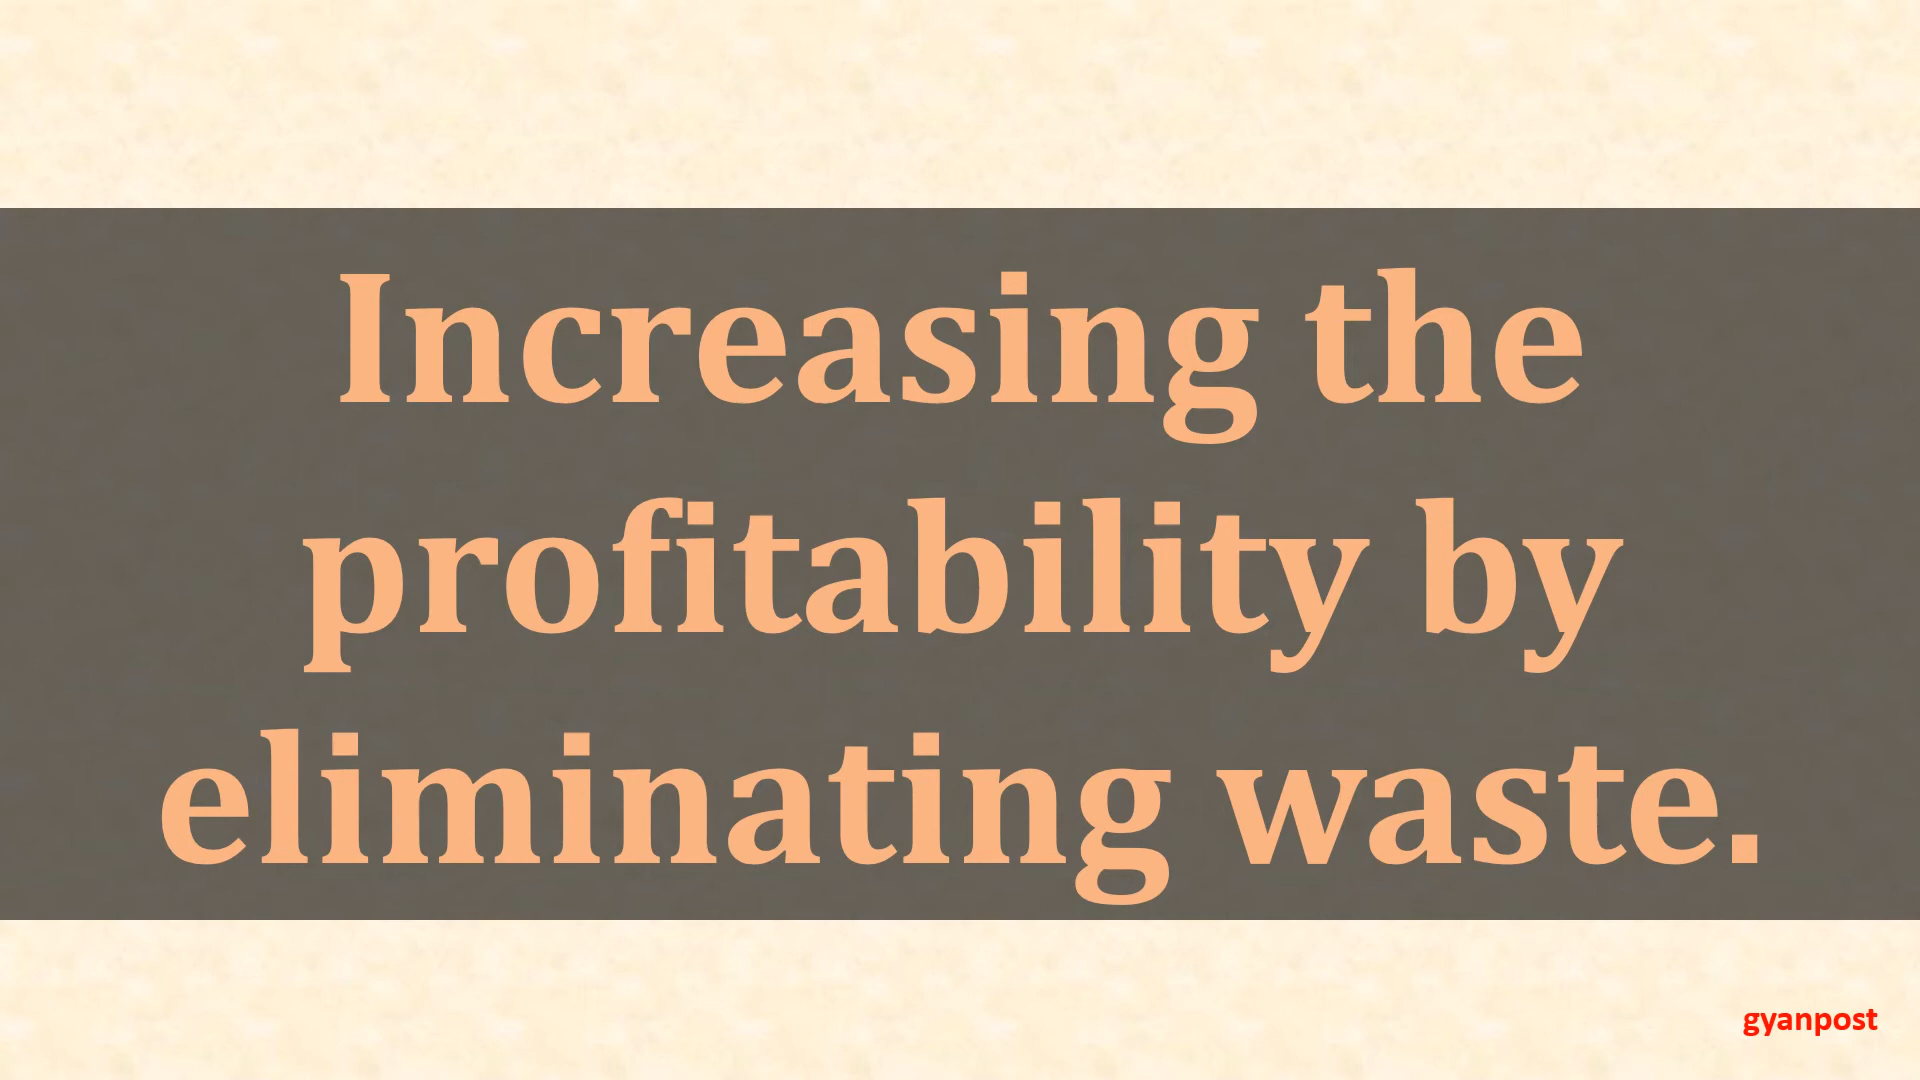 Increasing the
profitability by
eliminating waste.
gyanpost